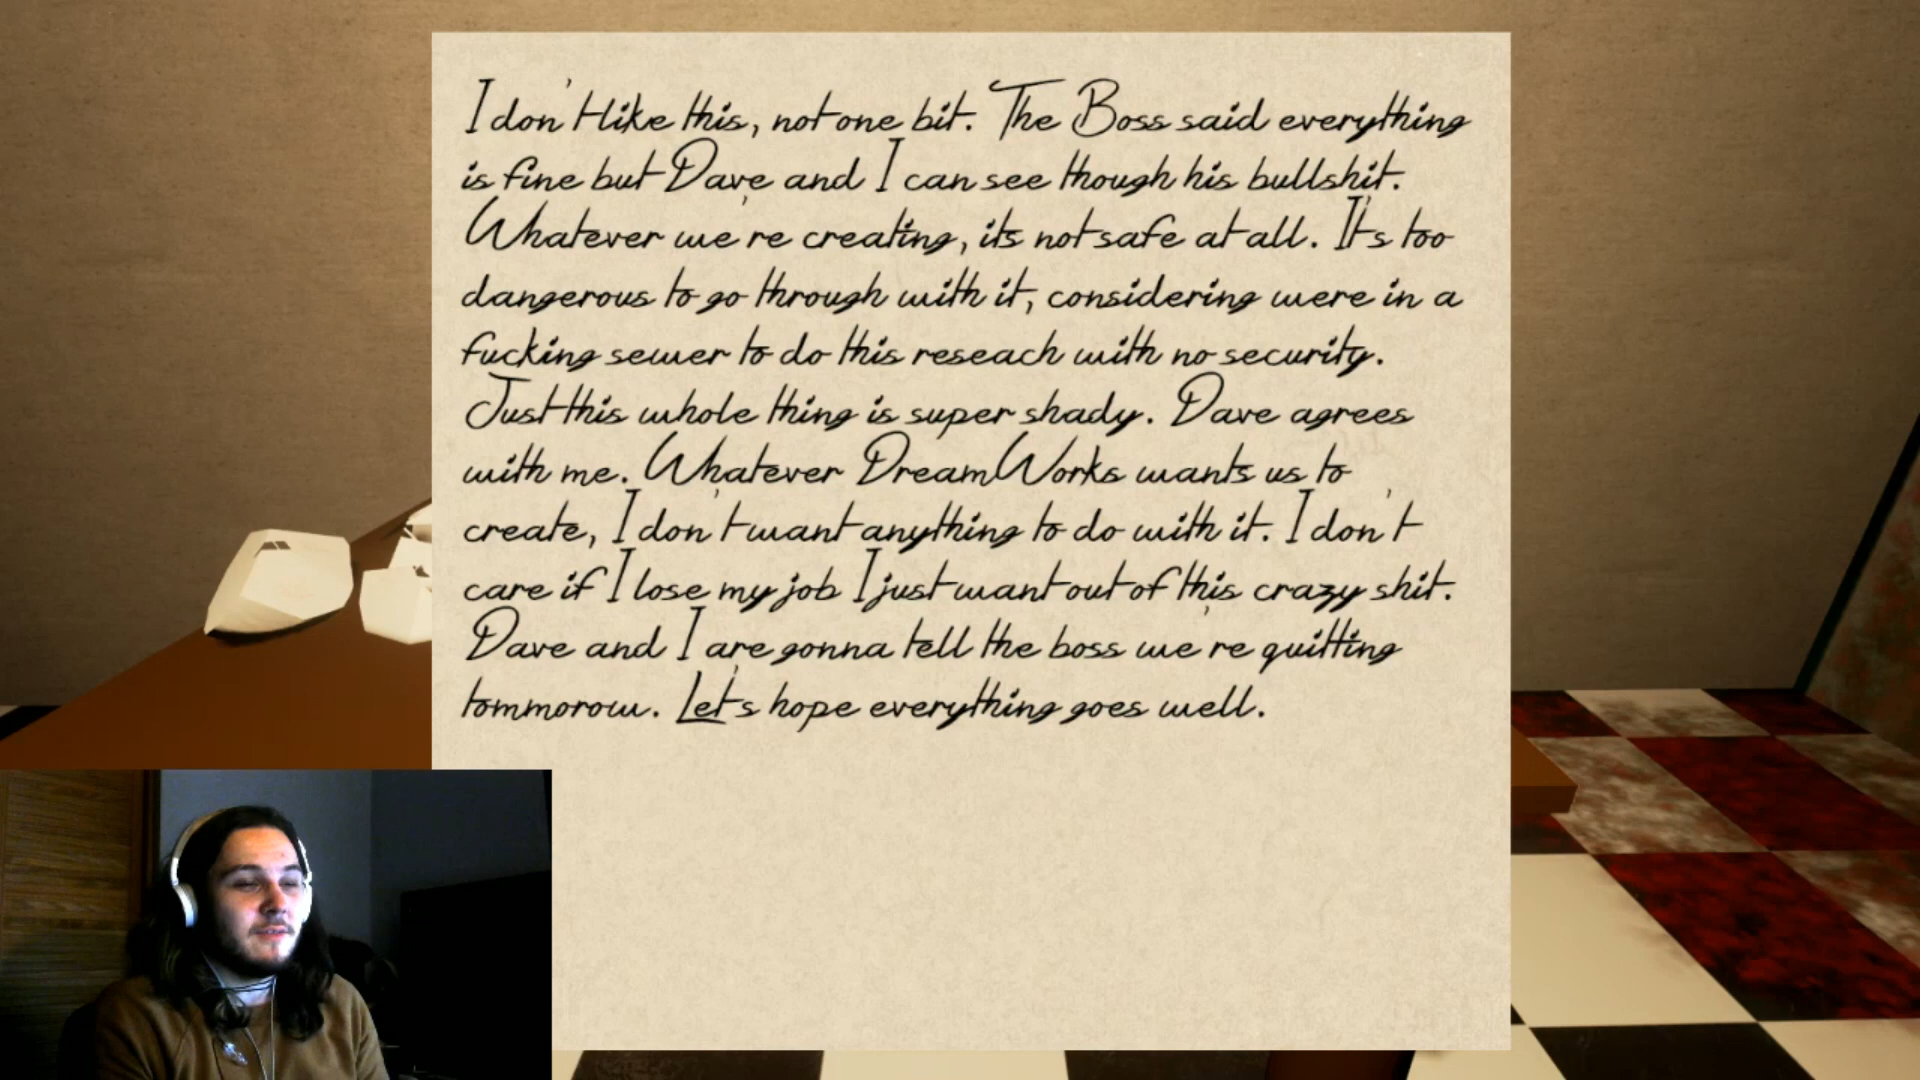 I don't like this, not one bit. The Boss said everything
is fine but Dave and I can see though his bullshit.
Whatever we're creating, its not safe at all. It's too
dangerous to go through with it, considering were in a
fucking sewer to do this reseach with no security.
Just this whole thing is super shady. Dave agrees
with me. Whatever DreamWorks wants us to
create, I don't want anything to do with it. I don't
care if I lose my job I just want out of this crazy shit.
Dave and I are gonna tell the boss we're quitting
tommorow. Let's hope everything goes well.